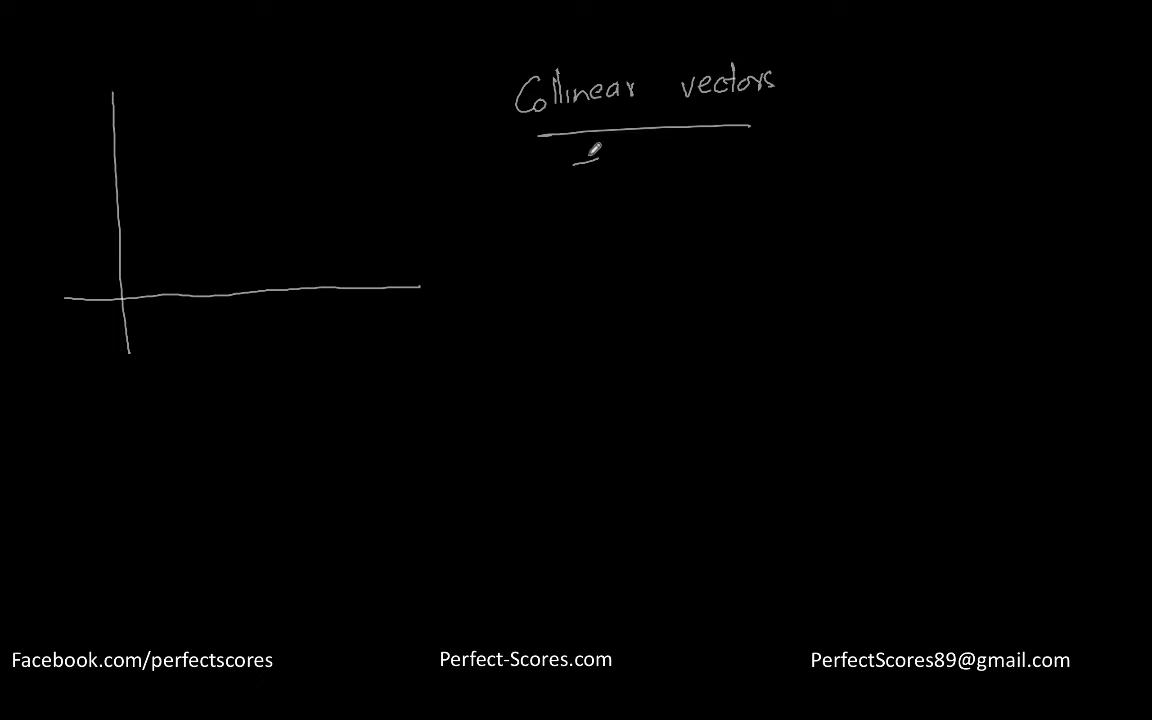 Collinear vectors
Facebook.com/perfectscores
Perfect-Scores.com
PerfectScores89@gmail.com